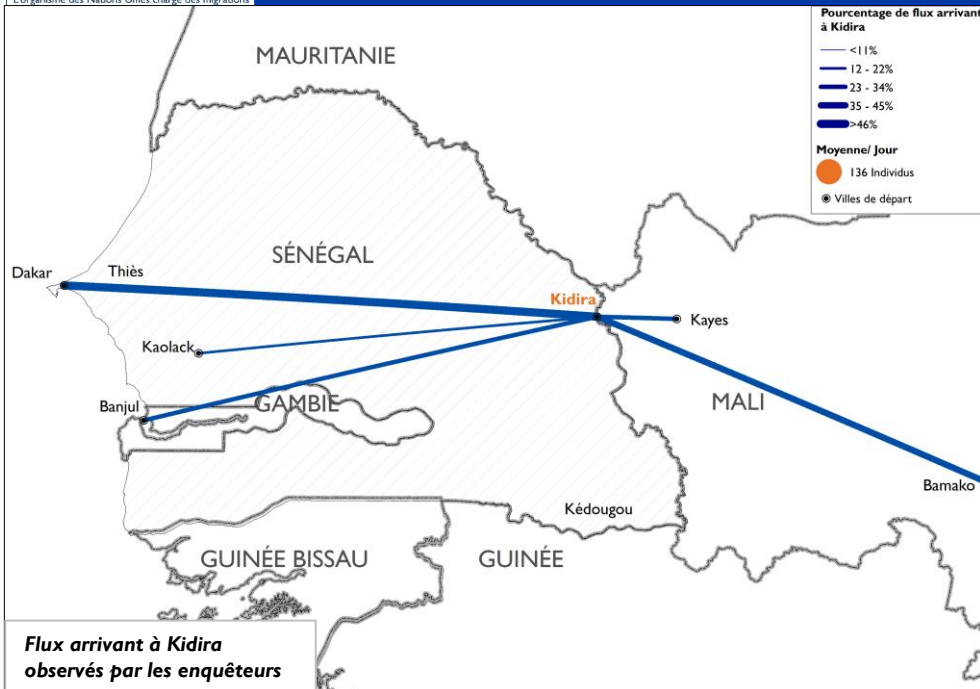 L'organisme des Nations Unies chargé des migrations
Pourcentage de flux arrivant
à Kidira
<11%
12 - 22%
23 - 34%
35 - 45%
>46%
Moyenne/ Jour
136 Individus
Villes de départ
MAURITANIE
SÉNÉGAL
Dakar
Thiès
Kidira
Kayes
Kaolack
Banjul
GAMBIE
MALI
Bamako
Kédougou
GUINÉE BISSAU
GUINÉE
Flux arrivant à Kidira
observés par les enquêteurs